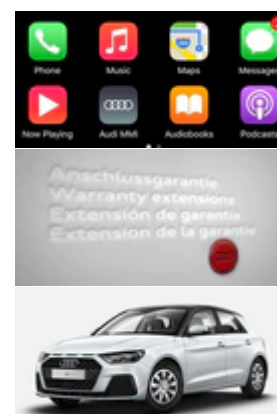 Phone Music Maps Messages
Now Playing Audi MMI Audiobooks Podcasts
Anschlussgarantie
Warranty extensions
Extensión de garantía
Extension de la garantie